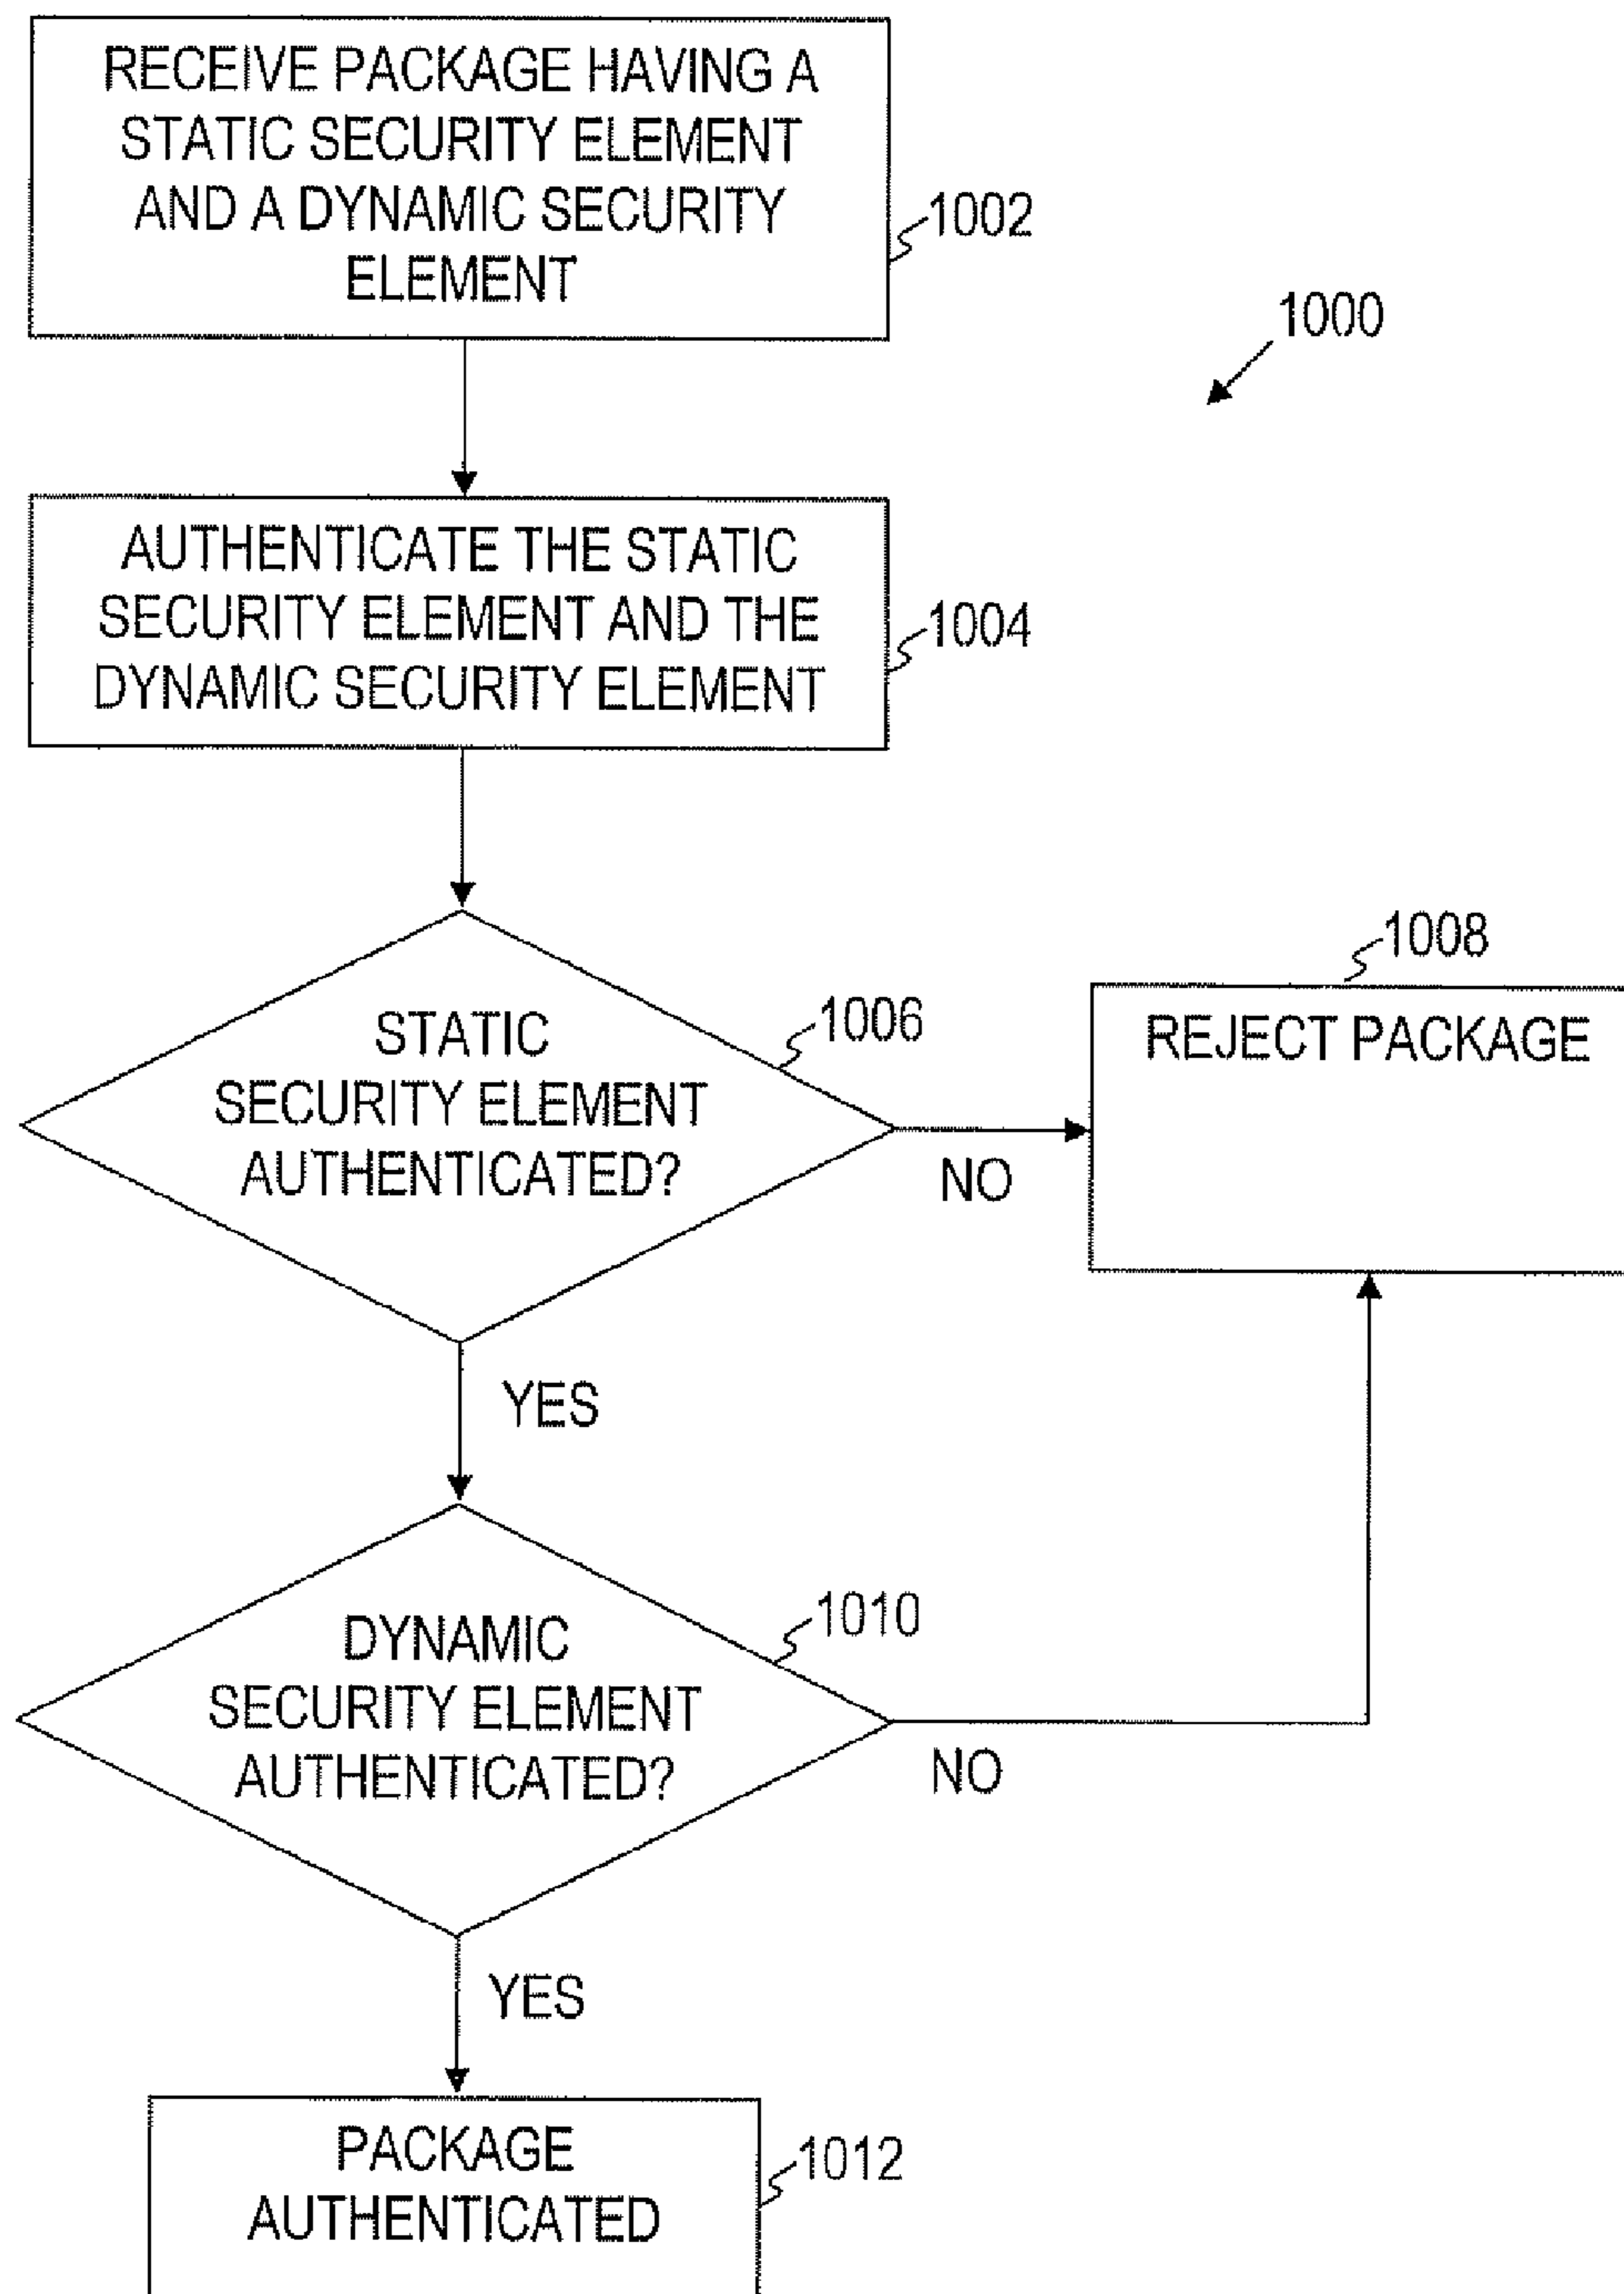 RECEIVE PACKAGE HAVING A
STATIC SECURITY ELEMENT
AND A DYNAMIC SECURITY
ELEMENT
1002
1000
AUTHENTICATE THE STATIC
SECURITY ELEMENT AND THE
DYNAMIC SECURITY ELEMENT
1004
STATIC
SECURITY ELEMENT
AUTHENTICATED?
1006
1008
REJECT PACKAGE
NO
YES
DYNAMIC
SECURITY ELEMENT
AUTHENTICATED?
1010
NO
YES
PACKAGE
AUTHENTICATED
1012